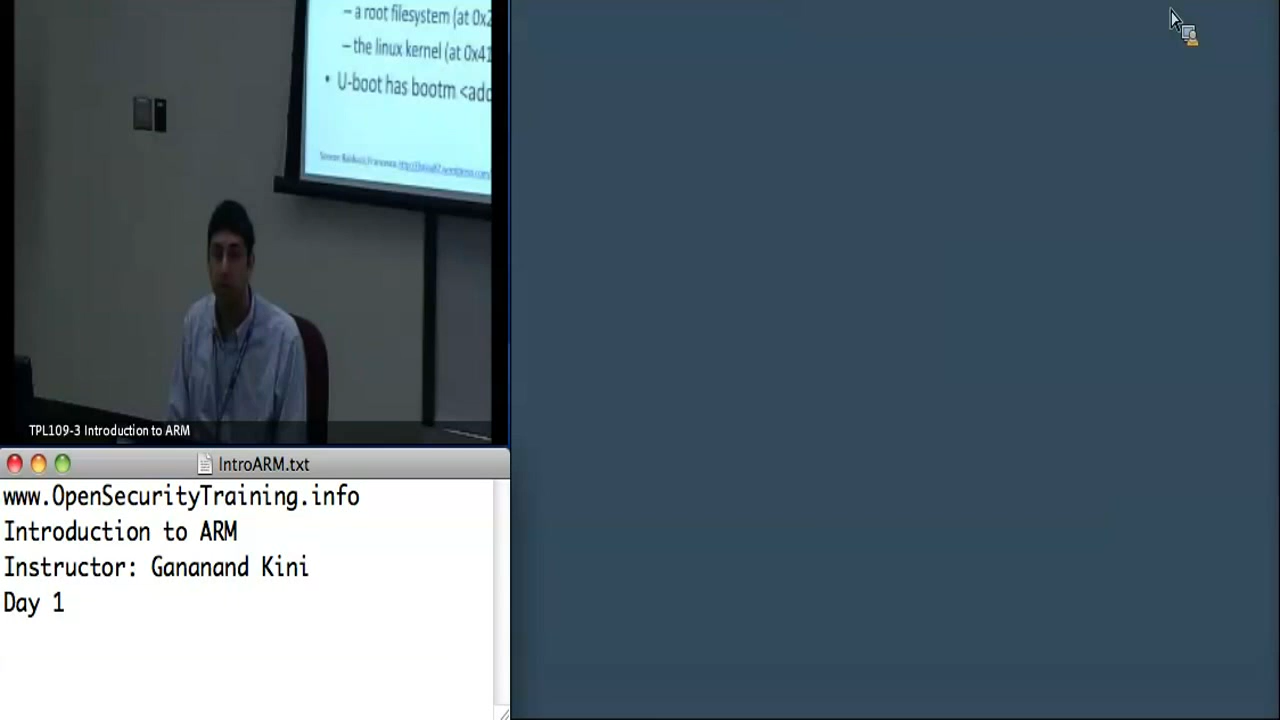 – a root filesystem (at 0x2
– the linux kernel (at 0x41
• U-boot has bootm <add
TPL109-3 Introduction to ARM
IntroARM.txt
www.OpenSecurityTraining.info
Introduction to ARM
Instructor: Gananand Kini
Day 1